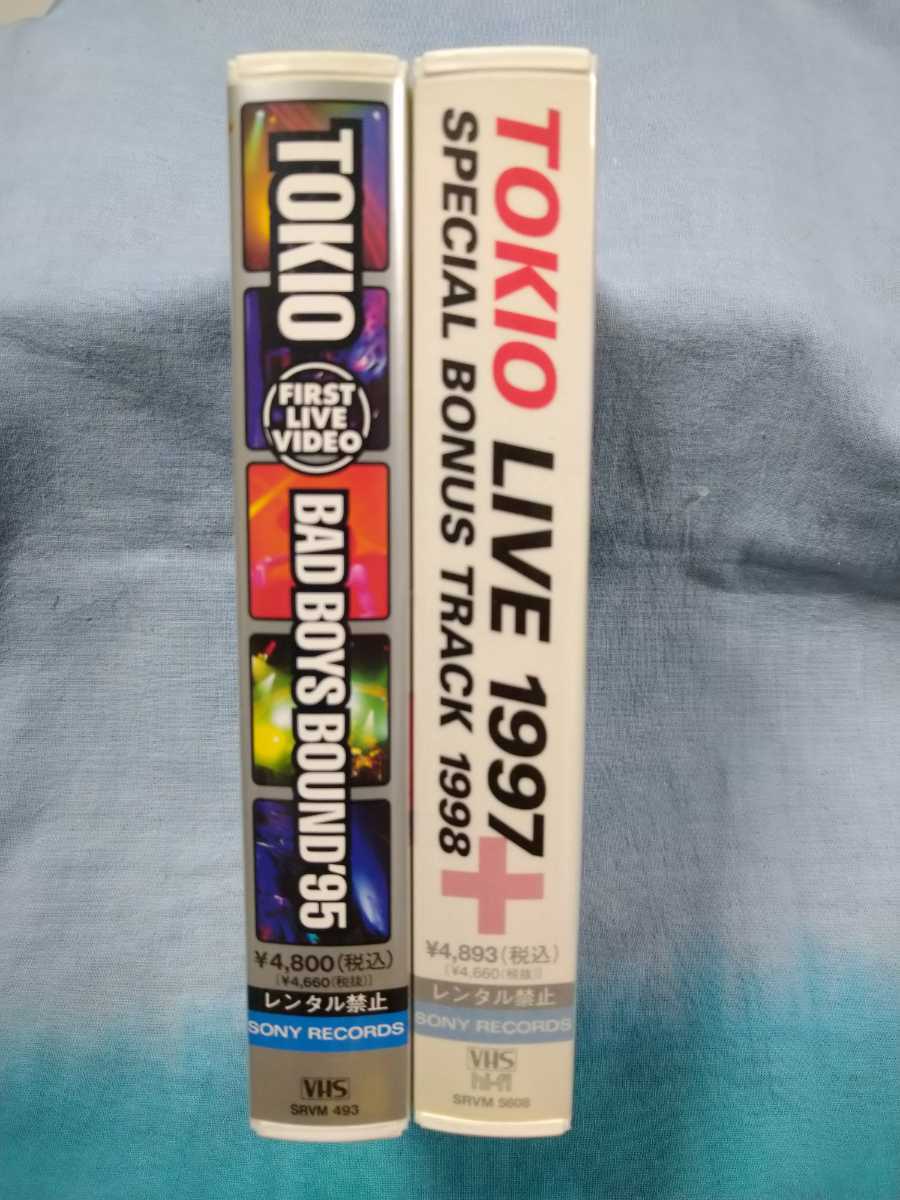 TOKIO
FIRST
LIVE
VIDEO
BAD BOYS BOUND'95
¥4,800(税込)
[¥4,660(税抜)]
レンタル禁止
SONY RECORDS
VHS
SRVM 493
TOKIO LIVE 1997+
SPECIAL BONUS TRACK 1998
¥4,893(税込)
[¥4,660(税抜)]
レンタル禁止
SONY RECORDS
VHS
hi-fi
SRVM 5608